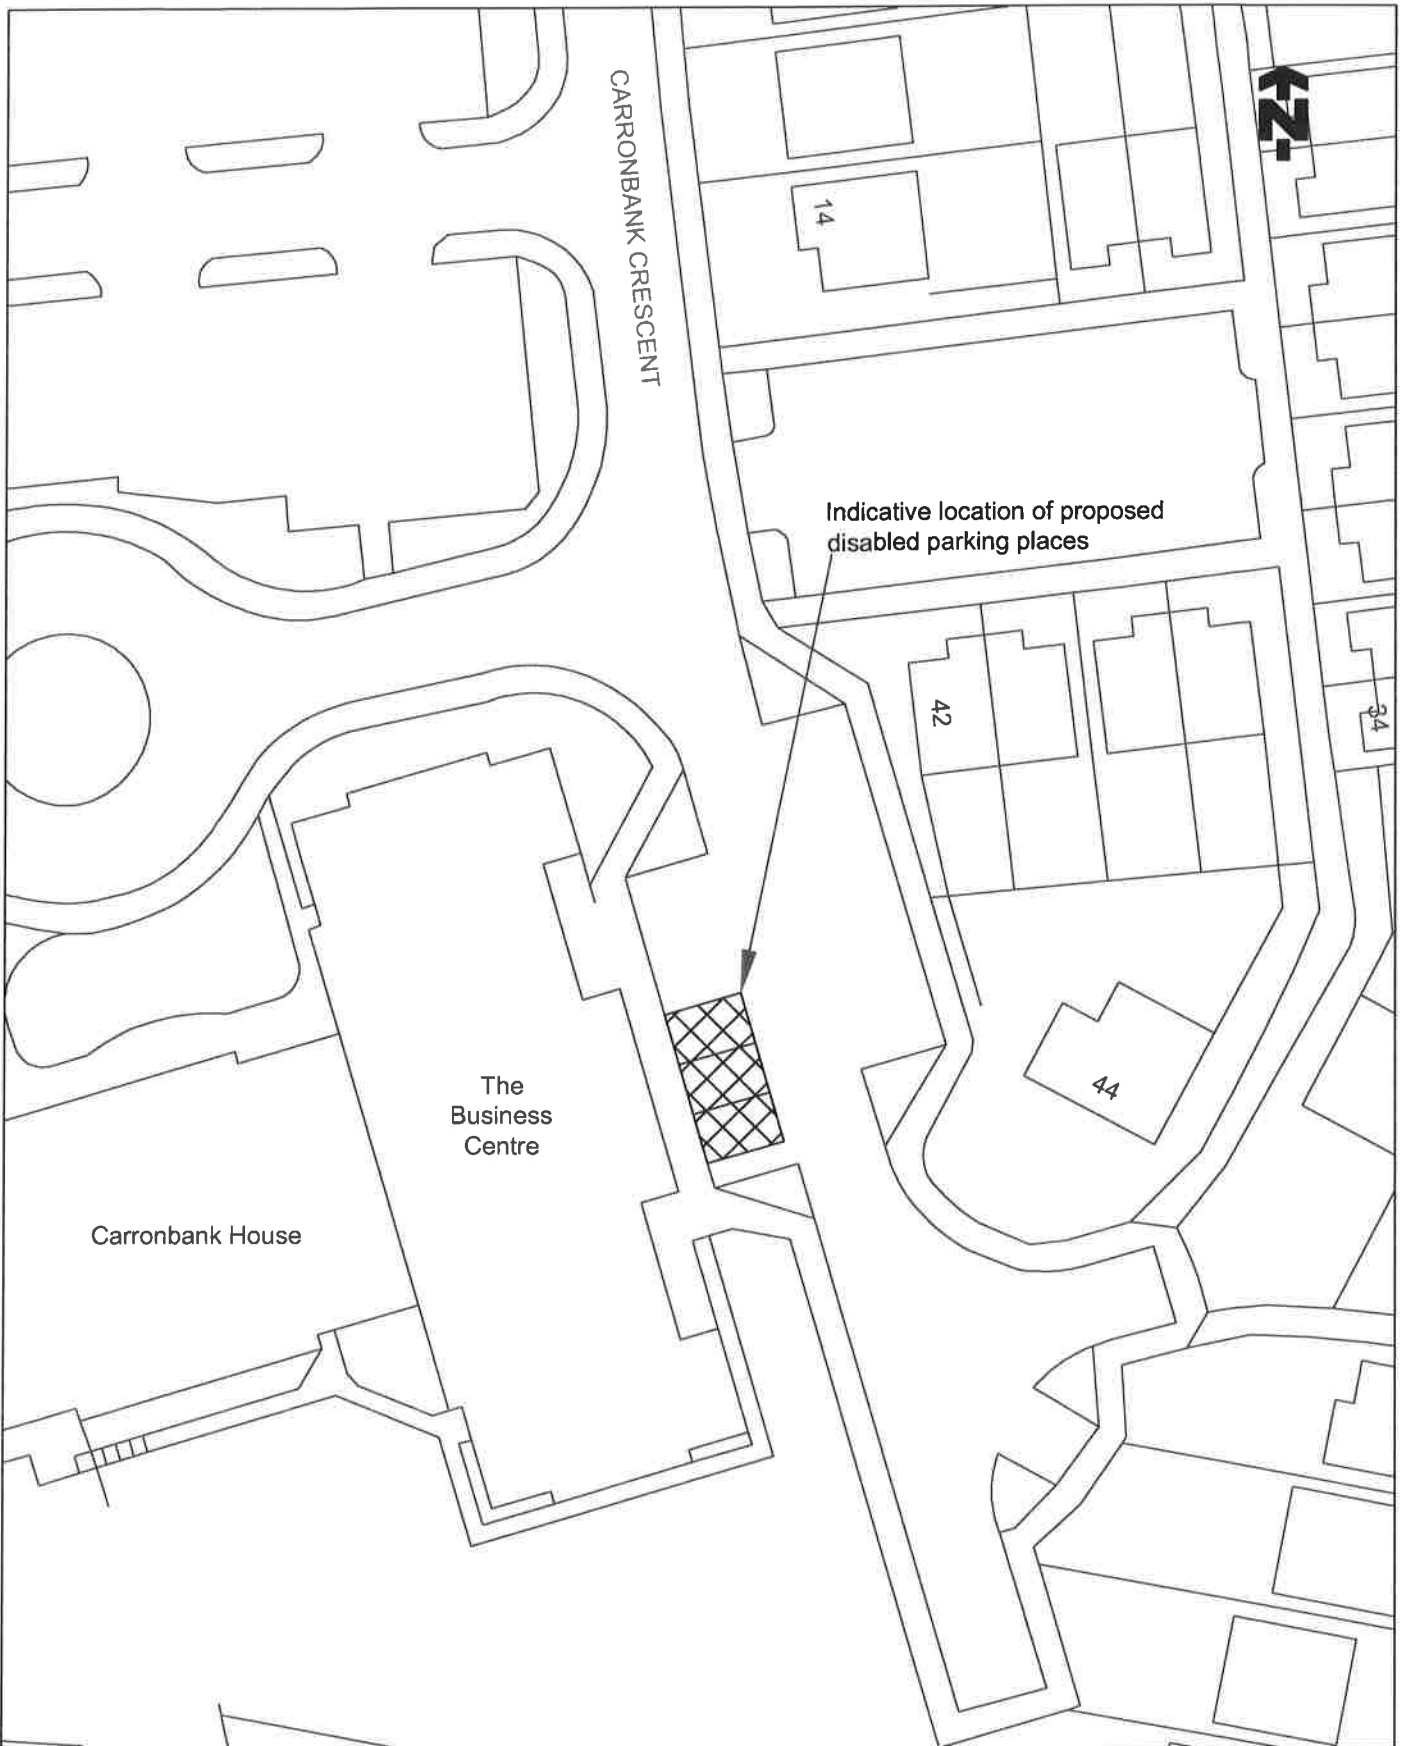 CARRONBANK CRESCENT
N
14
Indicative location of proposed
disabled parking places
42
34
The
Business
Centre
44
Carronbank House